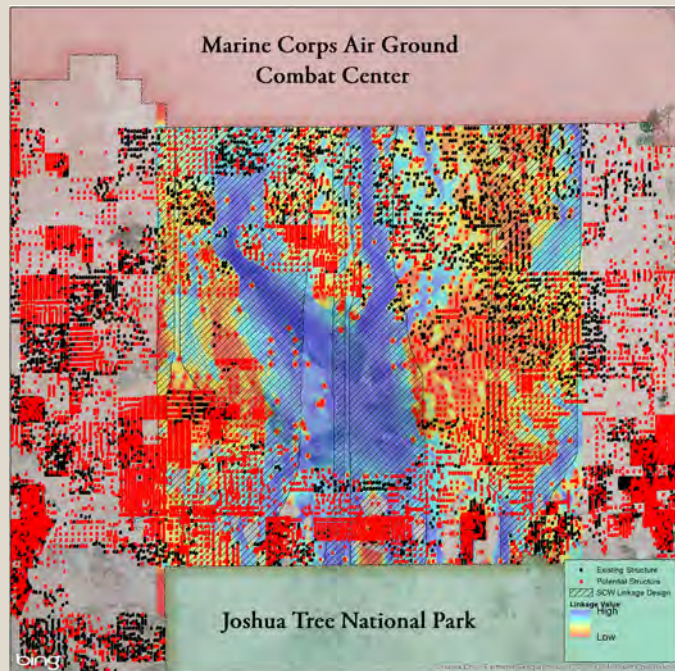 Marine Corps Air Ground
Combat Center
Existing Structure
Potential Structure
SCW Linkage Design
Linkage Value
High
Low
Joshua Tree National Park
bing